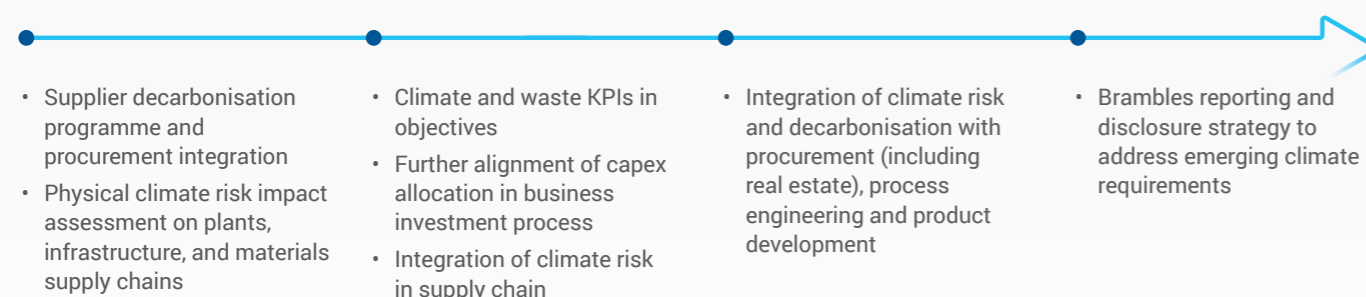 • Supplier decarbonisation
programme and
procurement integration
• Physical climate risk impact
assessment on plants,
infrastructure, and materials
supply chains
• Climate and waste KPIs in
objectives
• Further alignment of capex
allocation in business
investment process
• Integration of climate risk
in supply chain
• Integration of climate risk
and decarbonisation with
procurement (including
real estate), process
engineering and product
development
• Brambles reporting and
disclosure strategy to
address emerging climate
requirements